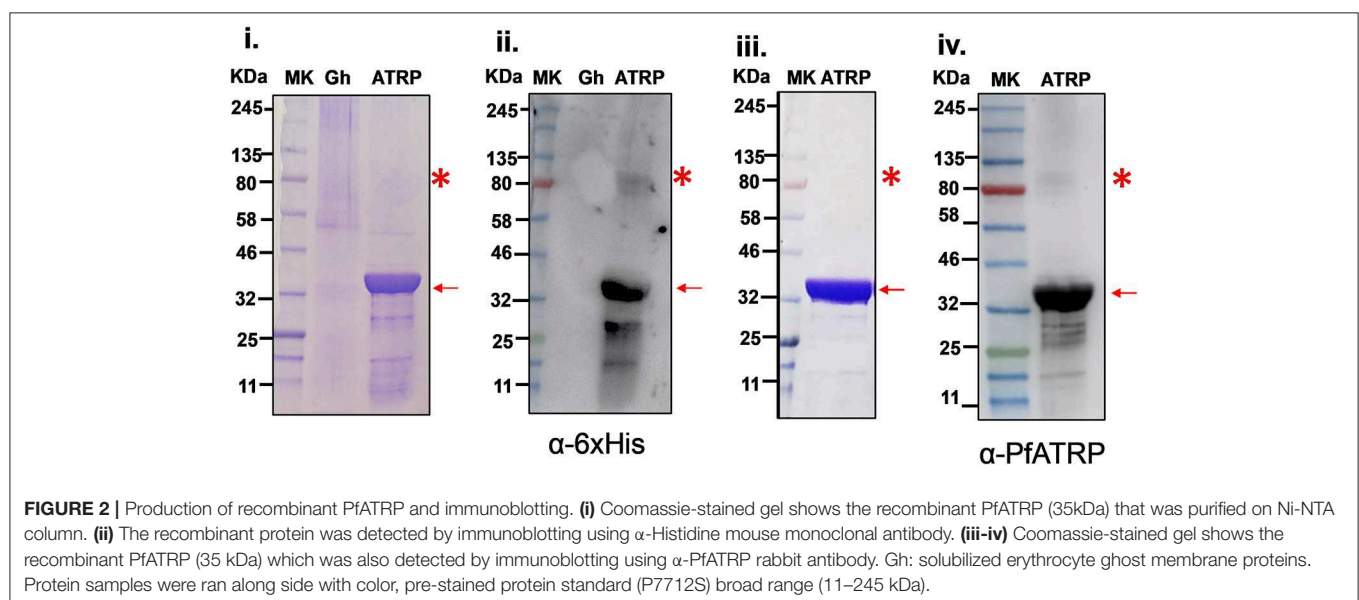 i.
KDa MK Gh ATRP
245
135
80
*
58
46
32
25
11
ii.
KDa MK Gh ATRP
245
135
80
*
58
46
32
25
11
α-6xHis
iii.
KDa MK ATRP
245
135
80
*
58
46
32
25
11
iv.
KDa MK ATRP
245
135
80
*
58
46
32
25
11
α-PfATRP
FIGURE 2 | Production of recombinant PfATRP and immunoblotting. (i) Coomassie-stained gel shows the recombinant PfATRP (35kDa) that was purified on Ni-NTA
column. (ii) The recombinant protein was detected by immunoblotting using α-Histidine mouse monoclonal antibody. (iii-iv) Coomassie-stained gel shows the
recombinant PfATRP (35 kDa) which was also detected by immunoblotting using α-PfATRP rabbit antibody. Gh: solubilized erythrocyte ghost membrane proteins.
Protein samples were ran along side with color, pre-stained protein standard (P7712S) broad range (11–245 kDa).